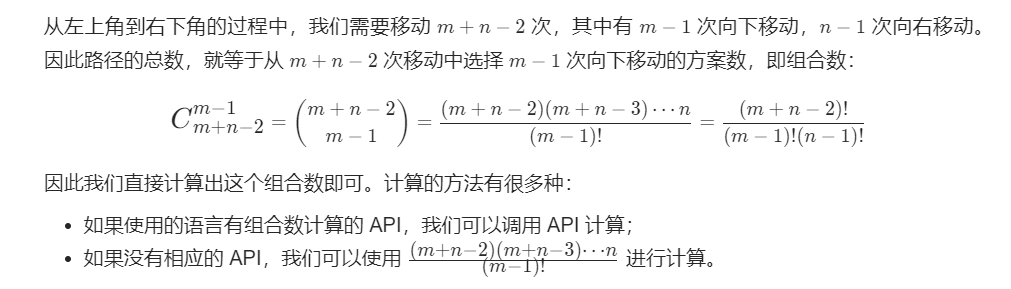 从左上角到右下角的过程中，我们需要移动 m + n − 2 次，其中有 m − 1 次向下移动，n − 1 次向右移动。
因此路径的总数，就等于从 m + n − 2 次移动中选择 m − 1 次向下移动的方案数，即组合数：
$C_{m+n-2}^{m-1} = \binom{m+n-2}{m-1} = \frac{(m+n-2)(m+n-3)\cdots n}{(m-1)!} = \frac{(m+n-2)!}{(m-1)!(n-1)!}$
因此我们直接计算出这个组合数即可。计算的方法有很多种：
• 如果使用的语言有组合数计算的 API，我们可以调用 API 计算；
• 如果没有相应的 API，我们可以使用 $\frac{(m+n-2)(m+n-3)\cdots n}{(m-1)!}$ 进行计算。